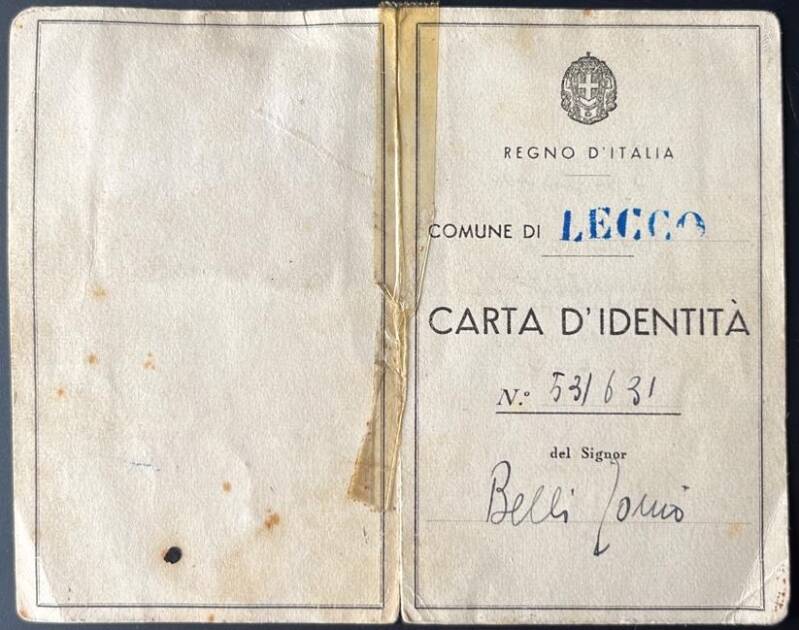 REGNO D'ITALIA
COMUNE DI LECCO
CARTA D'IDENTITÀ
N.º 531631
del Signor
Belli